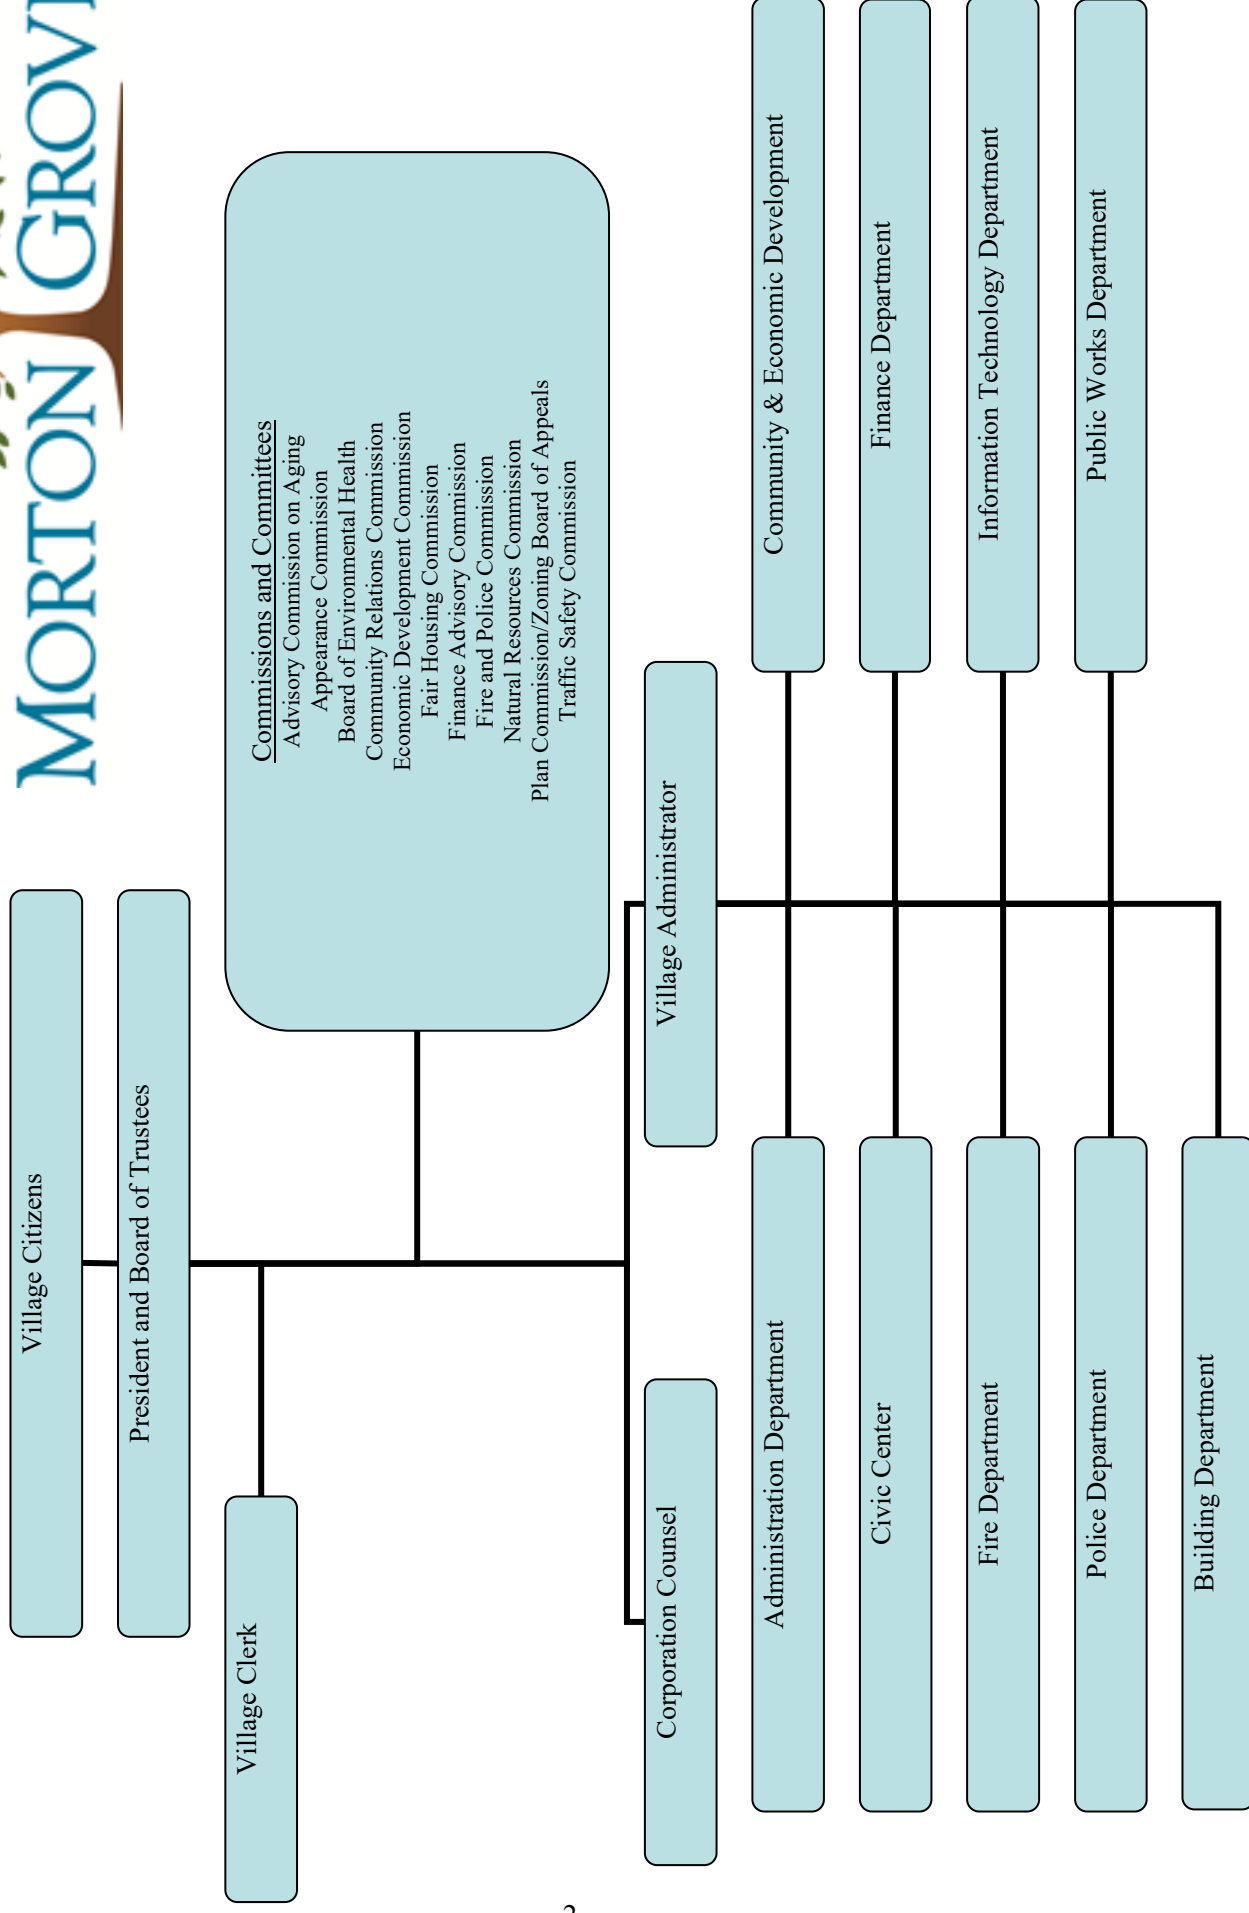 MORTON GROV
Village Citizens
President and Board of Trustees
Village Clerk
Commissions and Committees
Advisory Commission on Aging
Appearance Commission
Board of Environmental Health
Community Relations Commission
Economic Development Commission
Fair Housing Commission
Finance Advisory Commission
Fire and Police Commission
Natural Resources Commission
Plan Commission/Zoning Board of Appeals
Traffic Safety Commission
Corporation Counsel
Village Administrator
Administration Department
Community & Economic Development
Civic Center
Finance Department
Fire Department
Information Technology Department
Police Department
Public Works Department
Building Department